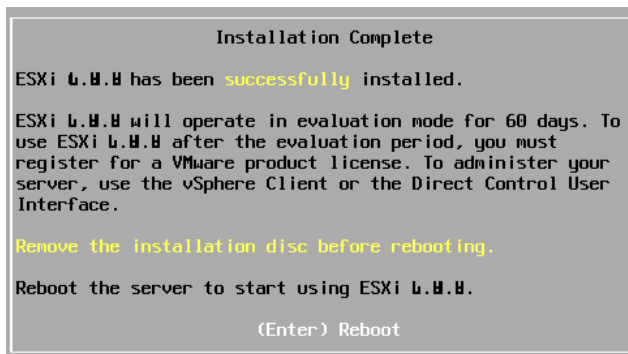 Installation Complete
ESXi has been successfully installed.
ESXi will operate in evaluation mode for 60 days. To
use ESXi after the evaluation period, you must
register for a VMware product license. To administer your
server, use the vSphere Client or the Direct Control User
Interface.
Remove the installation disc before rebooting.
Reboot the server to start using ESXi
(Enter) Reboot